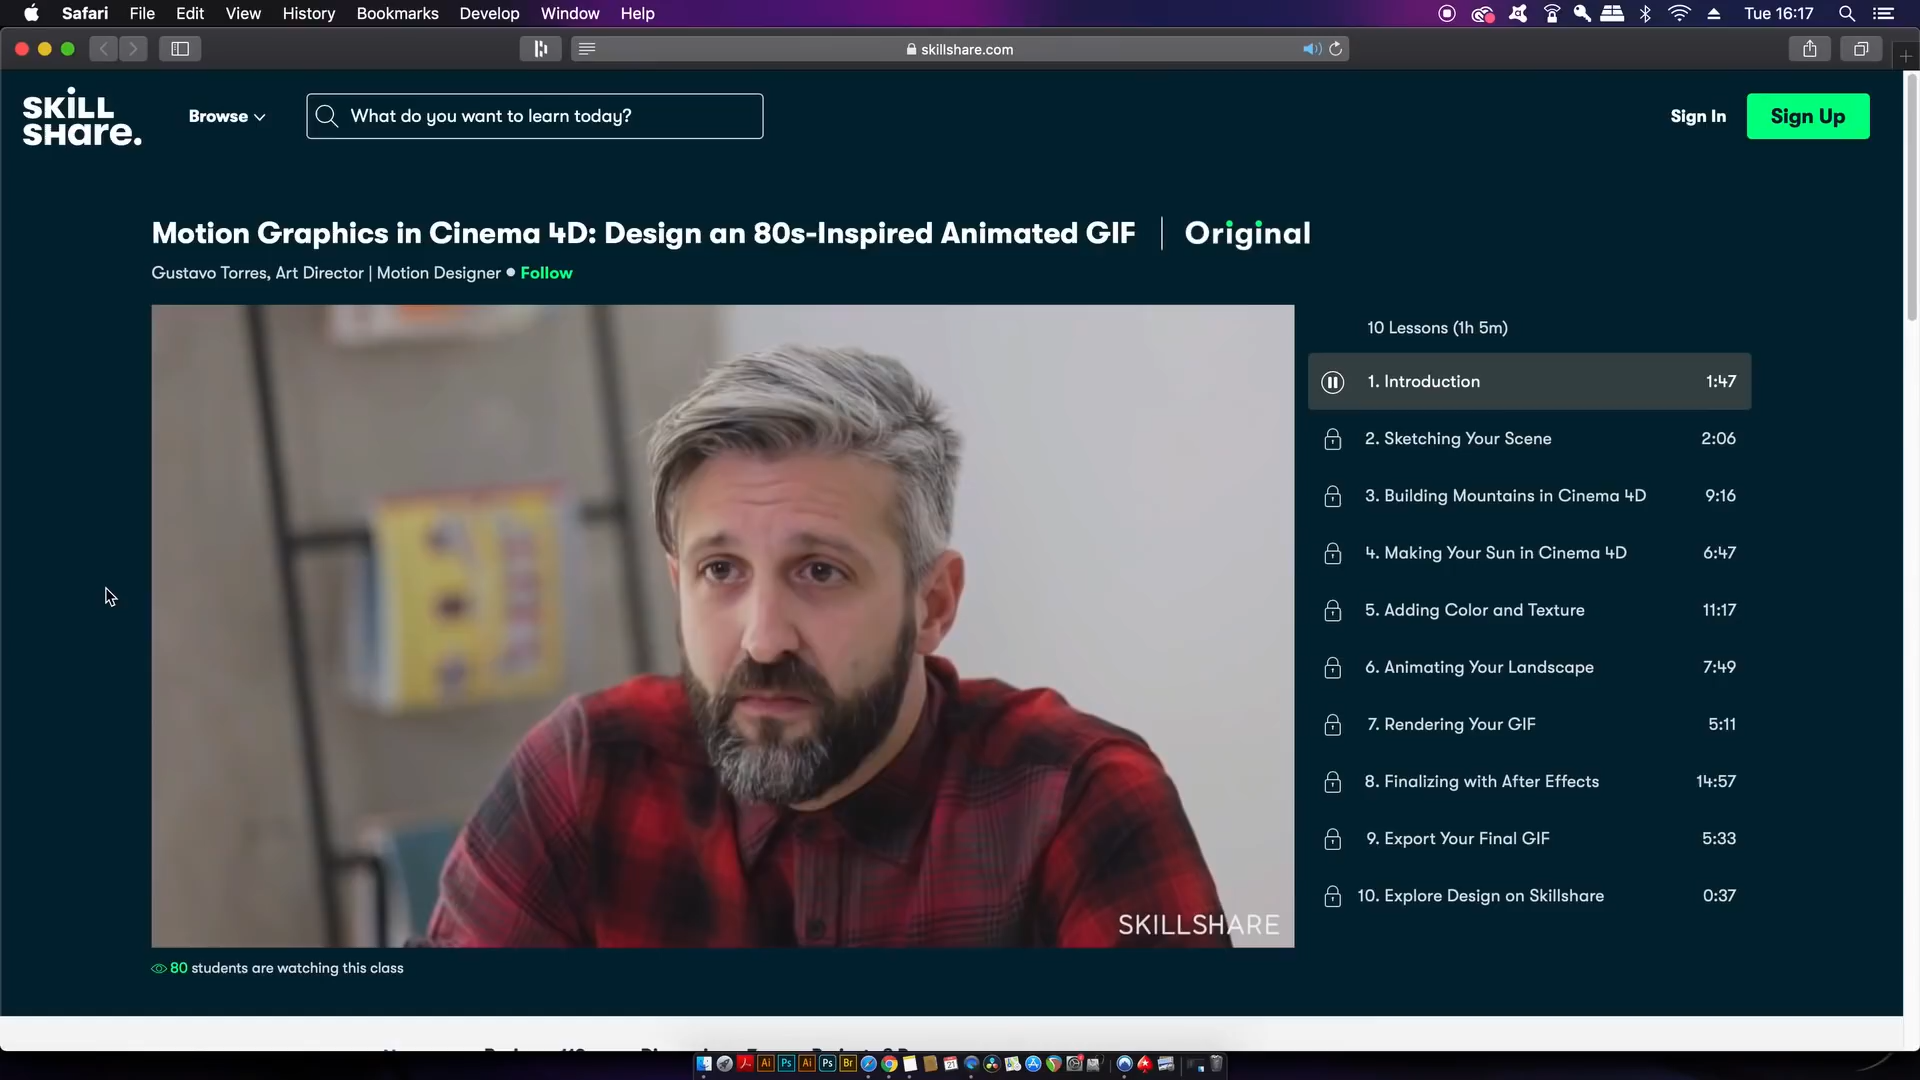 Safari File Edit View History Bookmarks Develop Window Help
Tue 16:17
skillshare.com
SKILL
SHARE.
Browse
What do you want to learn today?
Sign In
Sign Up
Motion Graphics in Cinema 4D: Design an 80s-Inspired Animated GIF | Original
Gustavo Torres, Art Director | Motion Designer • Follow
10 Lessons (1h 5m)
1. Introduction 1:47
2. Sketching Your Scene 2:06
3. Building Mountains in Cinema 4D 9:16
4. Making Your Sun in Cinema 4D 6:47
5. Adding Color and Texture 11:17
6. Animating Your Landscape 7:49
7. Rendering Your GIF 5:11
8. Finalizing with After Effects 14:57
9. Export Your Final GIF 5:33
10. Explore Design on Skillshare 0:37
SKILLSHARE
80 students are watching this class
Ai Ps Ai Ps Br